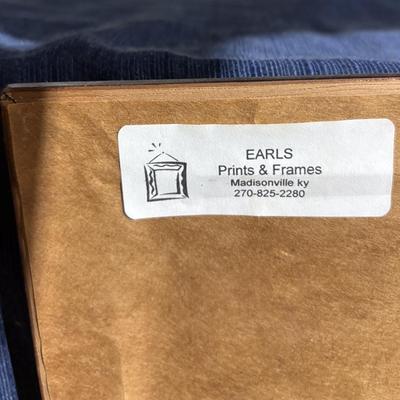 EARLS
Prints & Frames
Madisonville ky
270-825-2280